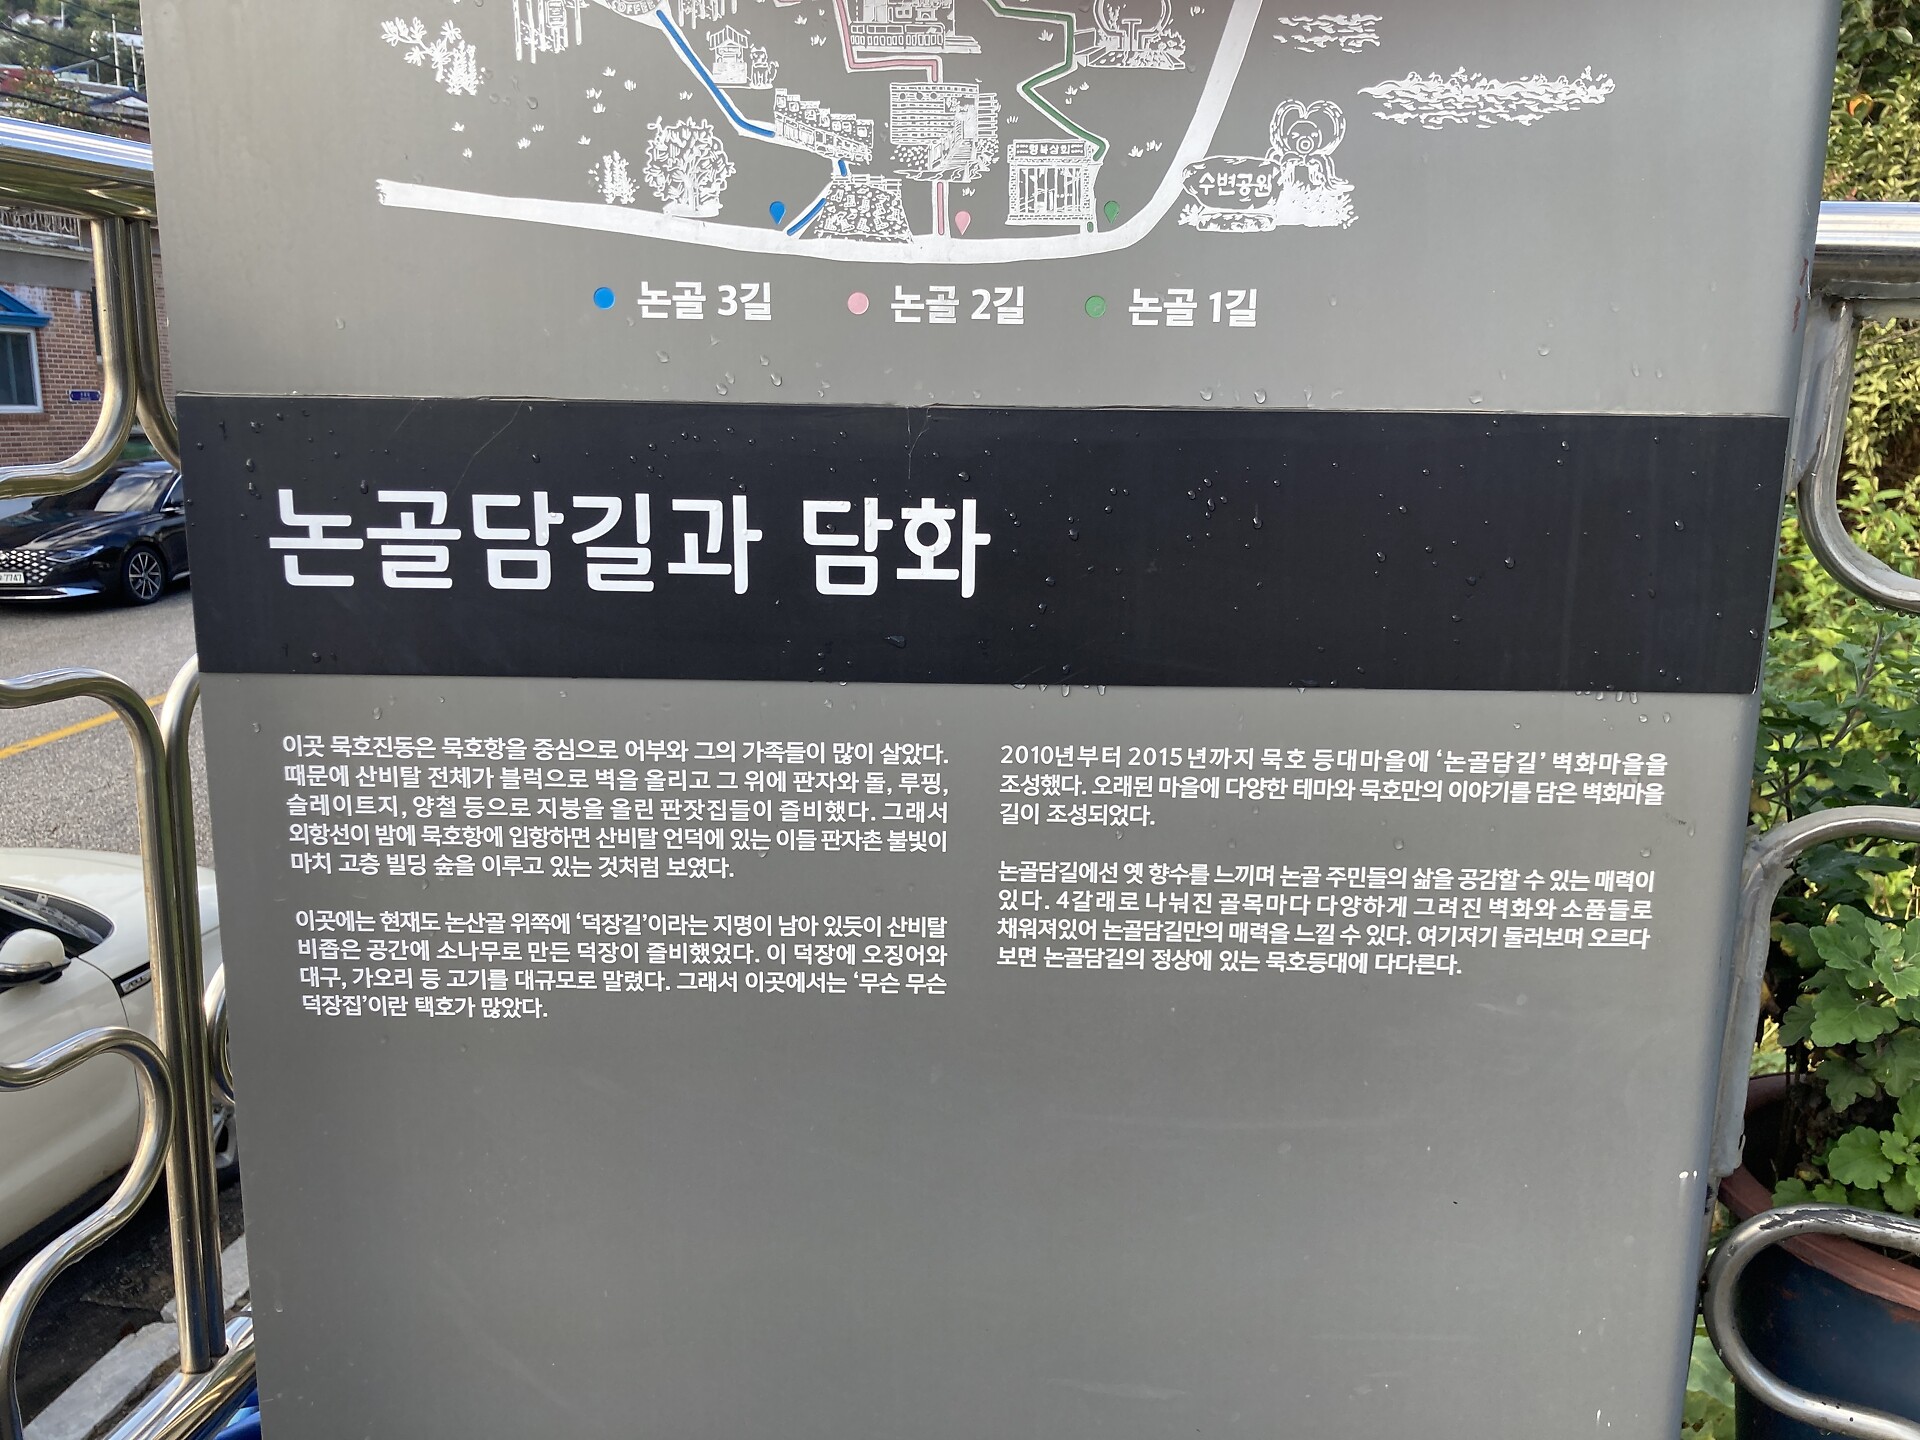 행복상회
수변공원
논골 3길
논골 2길
논골 1길
논골담길과 담화
이곳 묵호진동은 묵호항을 중심으로 어부와 그의 가족들이 많이 살았다.
때문에 산비탈 전체가 블럭으로 벽을 올리고 그 위에 판자와 돌, 루핑,
슬레이트지, 양철 등으로 지붕을 올린 판잣집들이 즐비했다. 그래서
외항선이 밤에 묵호항에 입항하면 산비탈 언덕에 있는 이들 판자촌 불빛이
마치 고층 빌딩 숲을 이루고 있는 것처럼 보였다.
이곳에는 현재도 논산골 위쪽에 ‘덕장길’이라는 지명이 남아 있듯이 산비탈
비좁은 공간에 소나무로 만든 덕장이 즐비했었다. 이 덕장에 오징어와
대구, 가오리 등 고기를 대규모로 말렸다. 그래서 이곳에서는 ‘무슨 무슨
덕장집’이란 택호가 많았다.
2010년부터 2015년까지 묵호 등대마을에 ‘논골담길’ 벽화마을을
조성했다. 오래된 마을에 다양한 테마와 묵호만의 이야기를 담은 벽화마을
길이 조성되었다.
논골담길에선 옛 향수를 느끼며 논골 주민들의 삶을 공감할 수 있는 매력이
있다. 4갈래로 나눠진 골목마다 다양하게 그려진 벽화와 소품들로
채워져있어 논골담길만의 매력을 느낄 수 있다. 여기저기 둘러보며 오르다
보면 논골담길의 정상에 있는 묵호등대에 다다른다.
7747